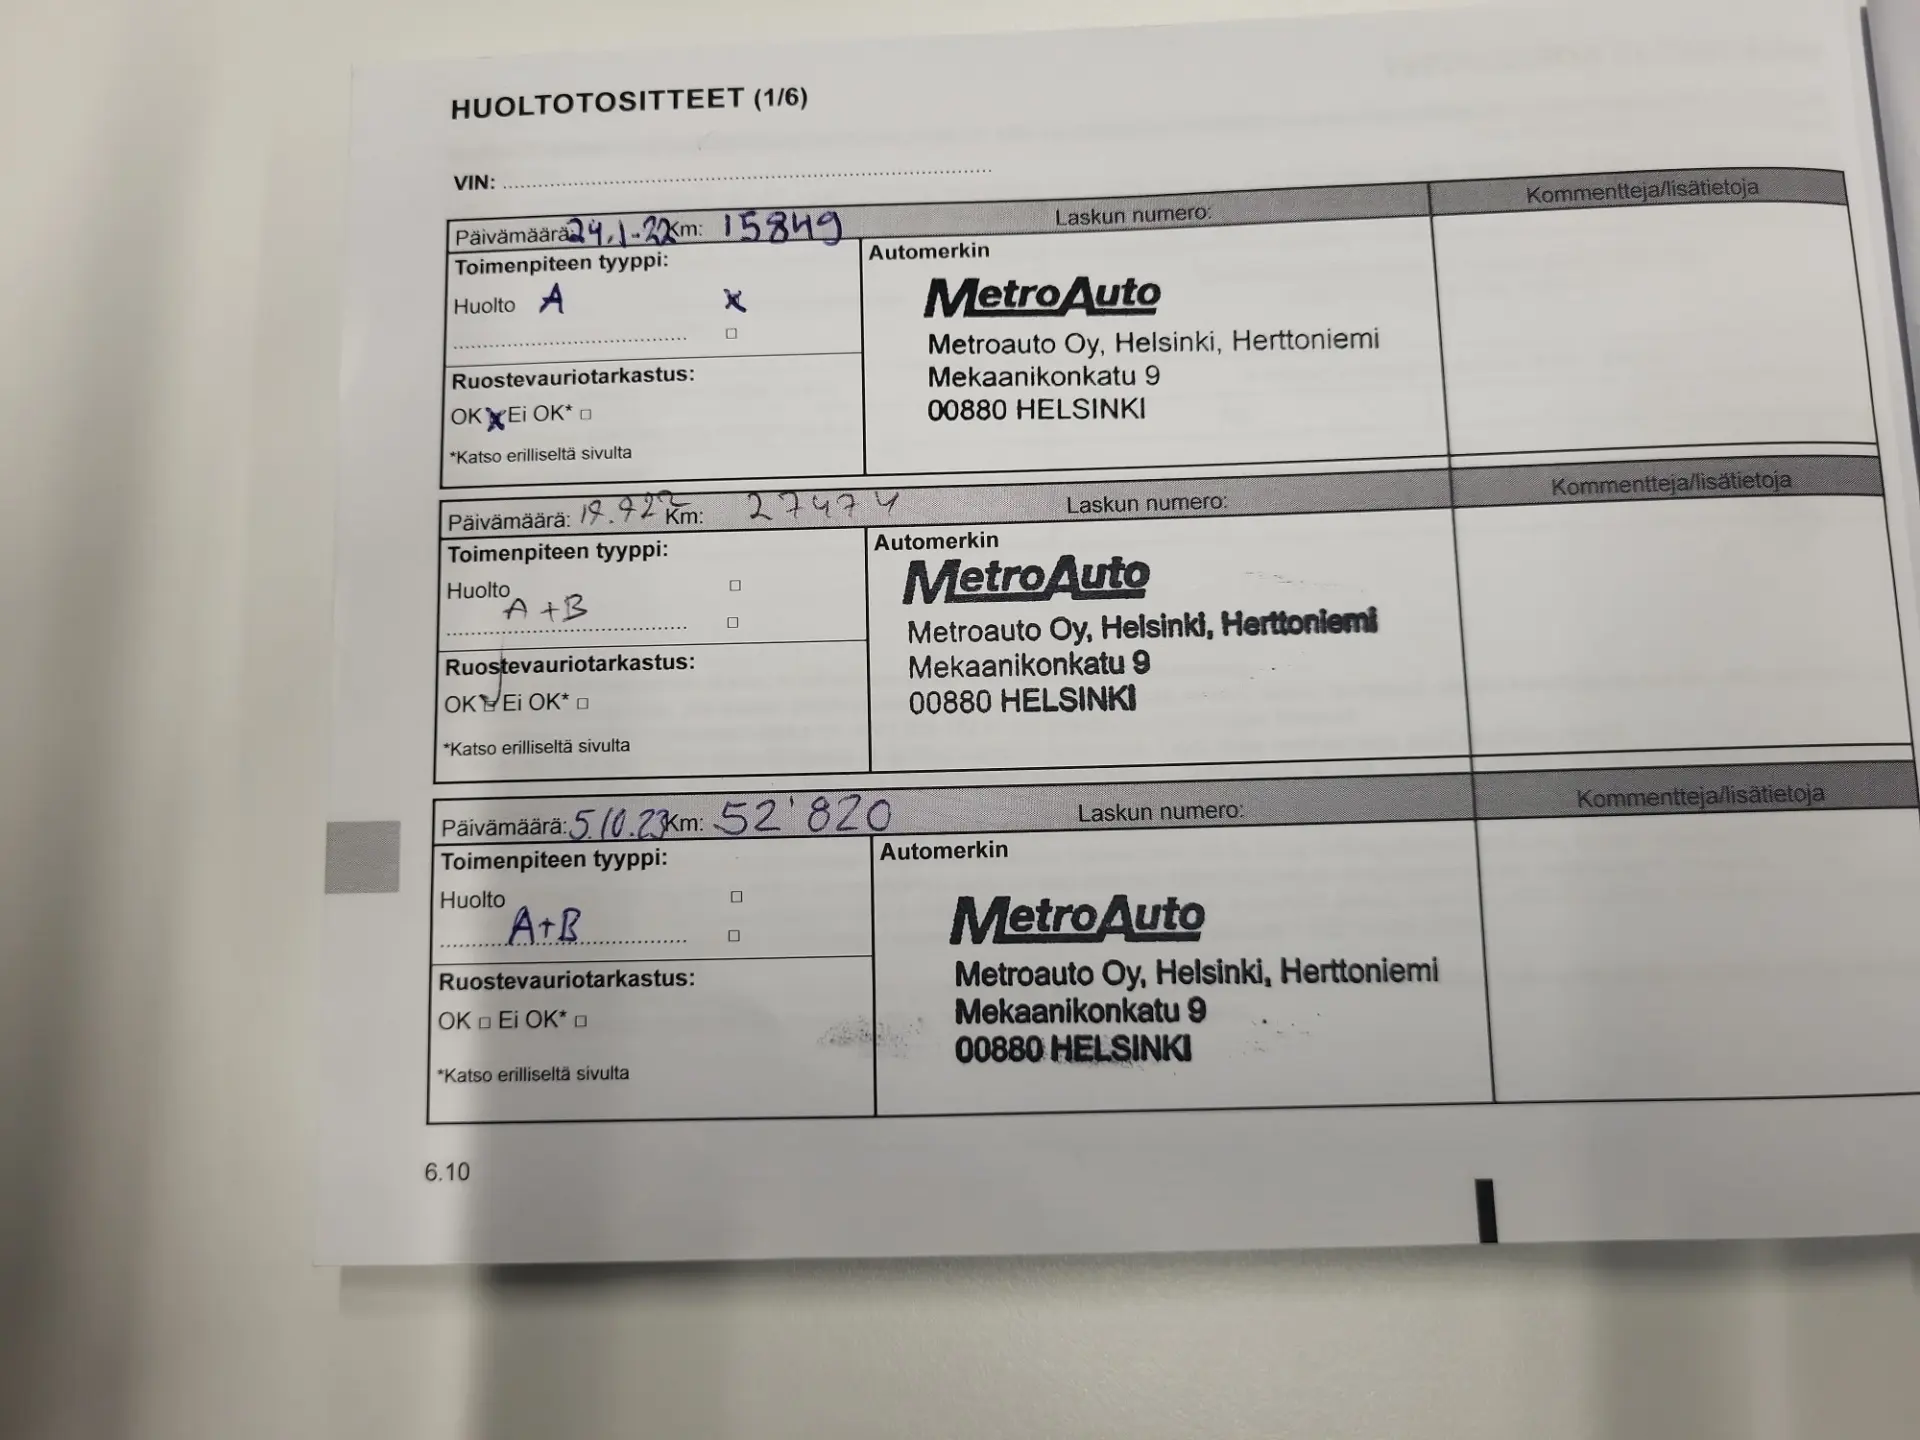 HUOLTOTOSITTEET (1/6)
VIN:
Päivämäärä: 24.1-22 Km: 15849 Laskun numero: Kommentteja/lisätietoja
Toimenpiteen tyyppi: Automerkin
Huolto A x
MetroAuto
Metroauto Oy, Helsinki, Herttoniemi
Mekaanikonkatu 9
00880 HELSINKI
Ruostevauriotarkastus:
OK x Ei OK*
*Katso erilliseltä sivulta
Päivämäärä: Km: 27474 Laskun numero: Kommentteja/lisätietoja
Toimenpiteen tyyppi: Automerkin
Huolto
A+B
MetroAuto
Metroauto Oy, Helsinki, Herttoniemi
Mekaanikonkatu 9
00880 HELSINKI
Ruostevauriotarkastus:
OK Ei OK*
*Katso erilliseltä sivulta
Päivämäärä: 5.10.23 Km: 52'820 Laskun numero: Kommentteja/lisätietoja
Toimenpiteen tyyppi: Automerkin
Huolto
A+B
MetroAuto
Metroauto Oy, Helsinki, Herttoniemi
Mekaanikonkatu 9
00880 HELSINKI
Ruostevauriotarkastus:
OK Ei OK*
*Katso erilliseltä sivulta
6.10